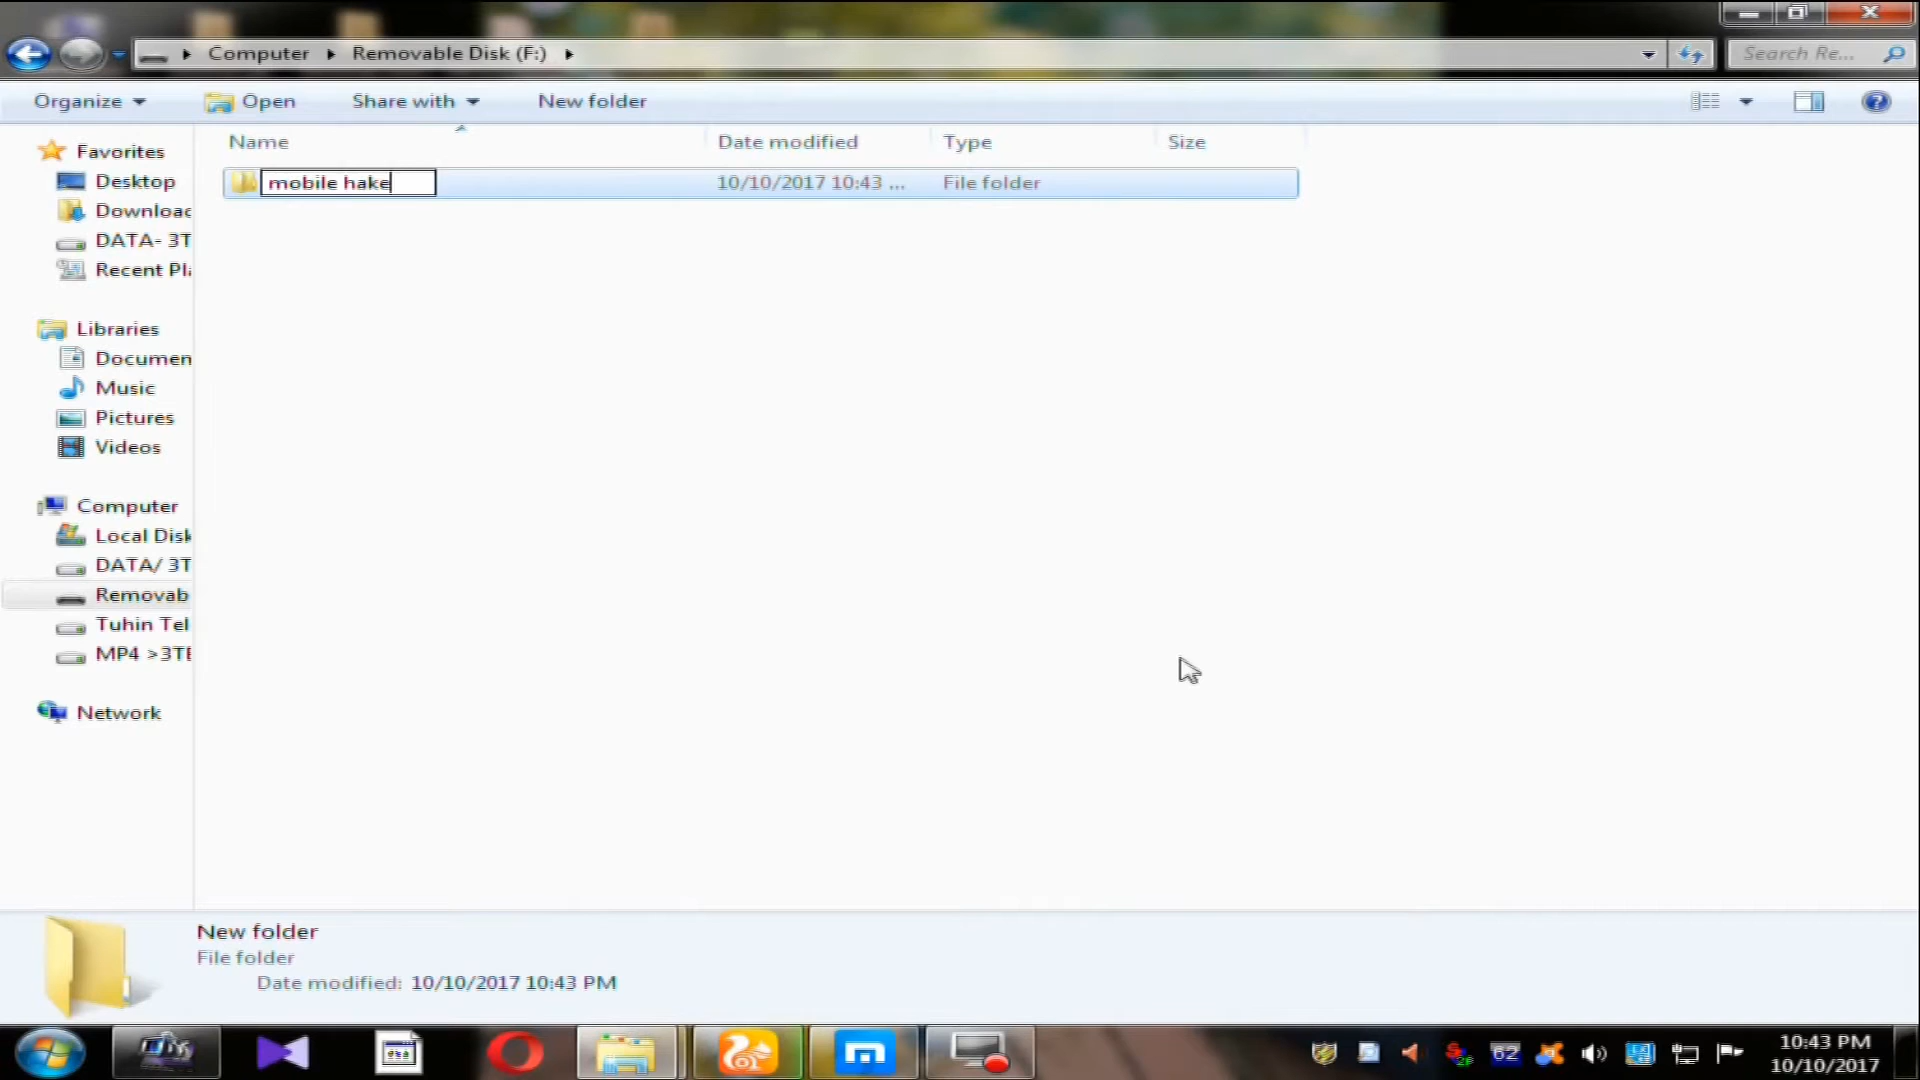 Computer Removable Disk (F:) Search Re...
Organize Open Share with New folder
Name Date modified Type Size
mobile hake 10/10/2017 10:43 ... File folder
Favorites
Desktop
Downloac
DATA- 3T
Recent Pl
Libraries
Documen
Music
Pictures
Videos
Computer
Local Disk
DATA/ 3T
Removab
Tuhin Tel
MP4 >3TE
Network
New folder
File folder
Date modified: 10/10/2017 10:43 PM
62
10:43 PM
10/10/2017